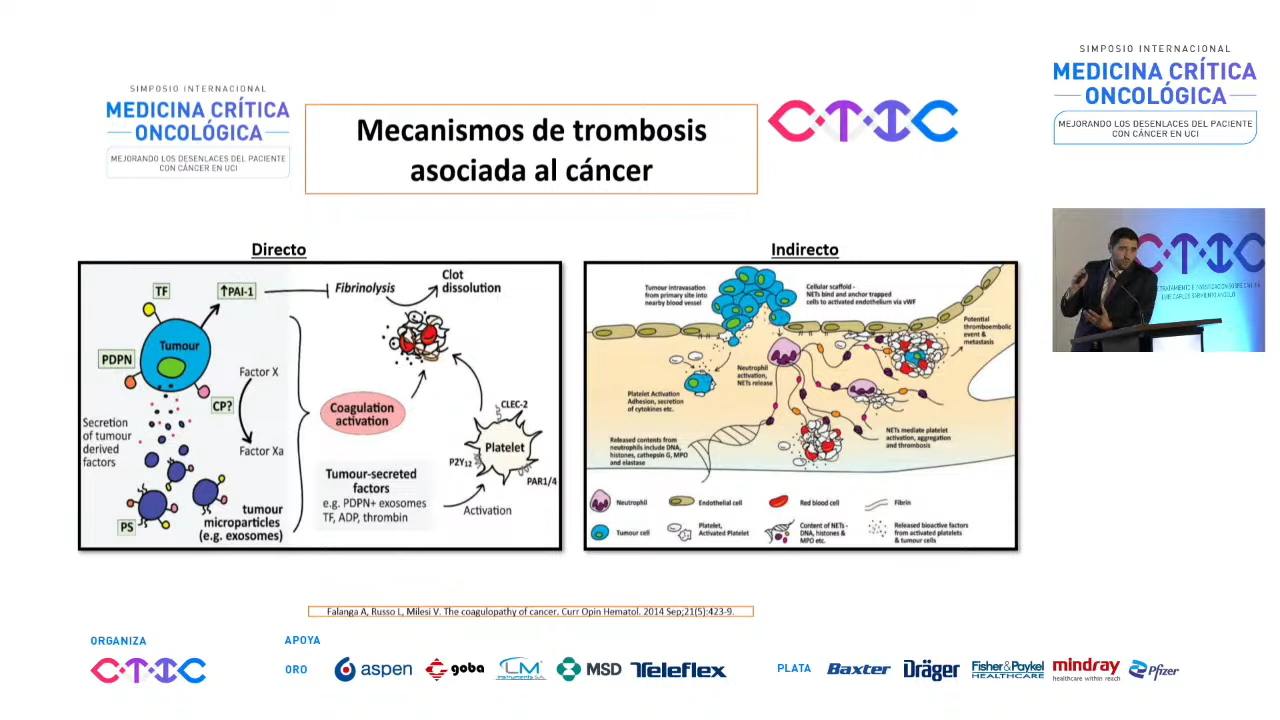 SIMPOSIO INTERNACIONAL
MEDICINA CRÍTICA
ONCOLÓGICA
MEJORANDO LOS DESENLACES DEL PACIENTE
CON CÁNCER EN UCI
Mecanismos de trombosis
asociada al cáncer
CTIC
SIMPOSIO INTERNACIONAL
MEDICINA CRÍTICA
ONCOLÓGICA
MEJORANDO LOS DESENLACES DEL PACIENTE
CON CÁNCER EN UCI
Directo
TF
↑PAI-1
Fibrinolysis
Clot
dissolution
Tumour
PDPN
Factor X
CP?
Factor Xa
Secretion
of tumour
derived
factors
PS
tumour
microparticles
(e.g. exosomes)
Coagulation
activation
Tumour-secreted
factors
e.g. PDPN+ exosomes
TF, ADP, thrombin
CLEC-2
Platelet
P2Y12
PAR1/4
Activation
Indirecto
Tumour intravasation
from primary site into
nearby blood vessel
Cellular scaffold -
NETs bind and anchor trapped
cells to activated endothelium via vWF
Potential
thromboembolic
event &
metastasis
Neutrophil
activation,
NETs release
Platelet Activation
Adhesion, secretion
of cytokines etc.
Released contents from
neutrophils include DNA,
histones, cathepsin G, MPO
and elastase
NETs mediate platelet
activation, aggregation
and thrombosis
Neutrophil
Endothelial cell
Red blood cell
Fibrin
Tumour cell
Platelet,
Activated Platelet
Content of NETs -
DNA, histones &
MPO etc.
Released bioactive factors
from activated platelets
& tumour cells
CTIC
LUIS CARLOS SARMIENTO ANGULO
Falanga A, Russo L, Milesi V. The coagulopathy of cancer. Curr Opin Hematol. 2014 Sep;21(5):423-9.
ORGANIZA
CTIC
APOYA
ORO
aspen
goba
LM
instruments S.A.
MSD
Teleflex
PLATA
Baxter
Dräger
Fisher & Paykel
HEALTHCARE
mindray
healthcare within reach
Pfizer